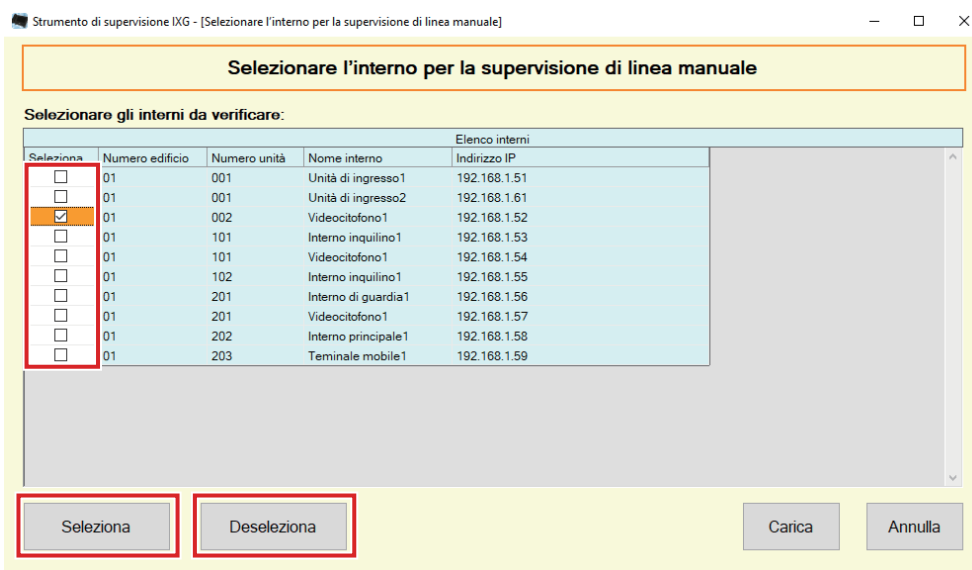 Strumento di supervisione IXG - [Selezionare l'interno per la supervisione di linea manuale]
Selezionare l'interno per la supervisione di linea manuale
Selezionare gli interni da verificare:
Elenco interni
Seleziona Numero edificio Numero unità Nome interno Indirizzo IP
01 001 Unità di ingresso1 192.168.1.51
01 001 Unità di ingresso2 192.168.1.61
01 002 Videocitofono1 192.168.1.52
01 101 Interno inquilino1 192.168.1.53
01 101 Videocitofono1 192.168.1.54
01 102 Interno inquilino1 192.168.1.55
01 201 Interno di guardia1 192.168.1.56
01 201 Videocitofono1 192.168.1.57
01 202 Interno principale1 192.168.1.58
01 203 Teminale mobile1 192.168.1.59
Seleziona Deseleziona Carica Annulla